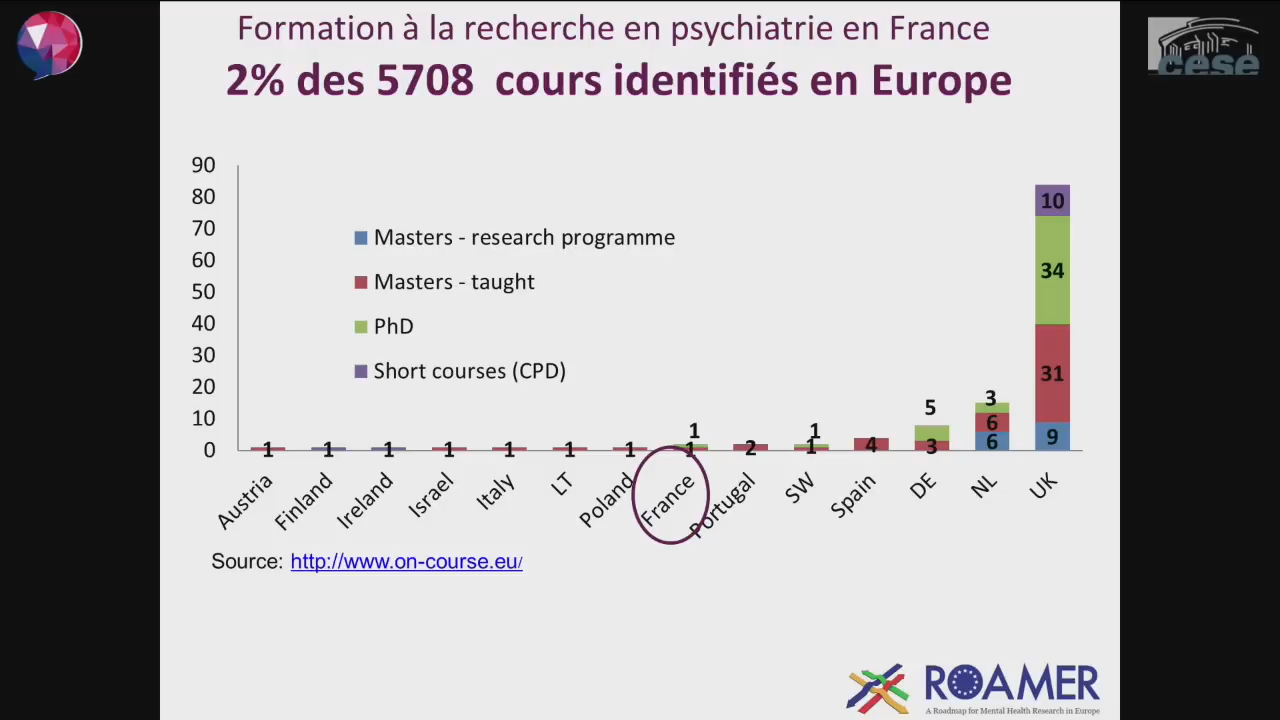 Formation à la recherche en psychiatrie en France
2% des 5708 cours identifiés en Europe
cese
90
80
70
60
50
40
30
20
10
0
Masters - research programme
Masters - taught
PhD
Short courses (CPD)
1
1
1
1
1
1
1
1
1
2
1
1
4
5
3
3
6
6
10
34
31
9
Austria
Finland
Ireland
Israel
Italy
LT
Poland
France
Portugal
SW
Spain
DE
NL
UK
Source: http://www.on-course.eu/
ROAMER
A Roadmap for Mental Health Research in Europe